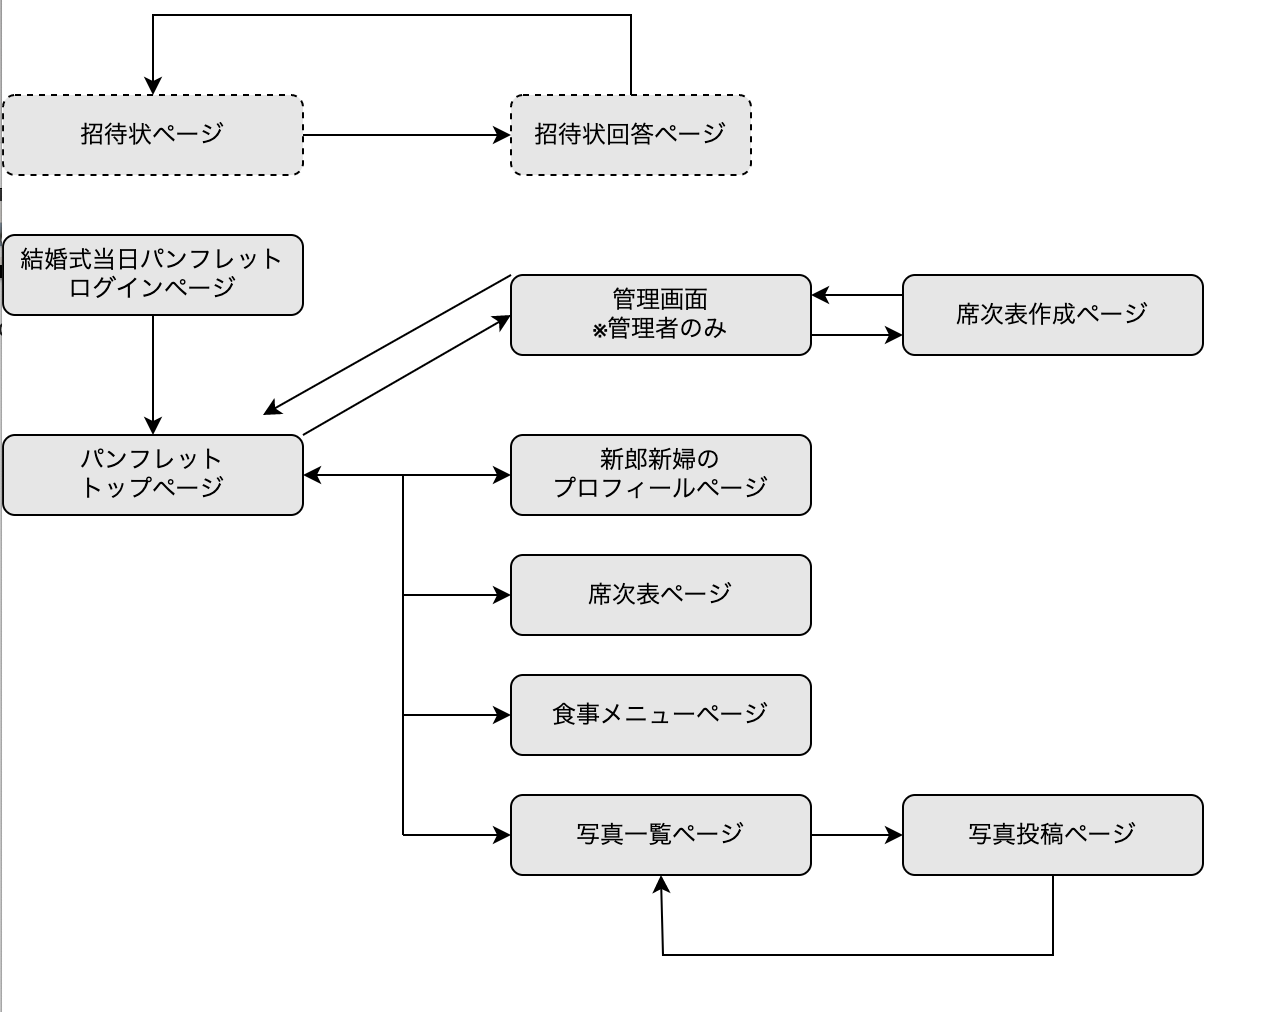 招待状ページ
招待状回答ページ
結婚式当日パンフレット
ログインページ
管理画面
※管理者のみ
席次表作成ページ
パンフレット
トップページ
新郎新婦の
プロフィールページ
席次表ページ
食事メニューページ
写真一覧ページ
写真投稿ページ